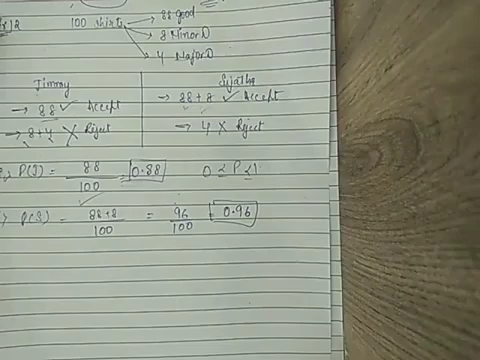 100 shirts → 88 good
→ 8 Minor D
→ 4 Major D
Jimmy
→ 88 ✓ Accept
→ 8+4 ✗ Reject
Sujatha
→ 88+8 ✓ Accept
→ 4 ✗ Reject
P(J) = 88/100 = 0.88 0 ≤ P ≤ 1
P(S) = 88+8/100 = 96/100 = 0.96